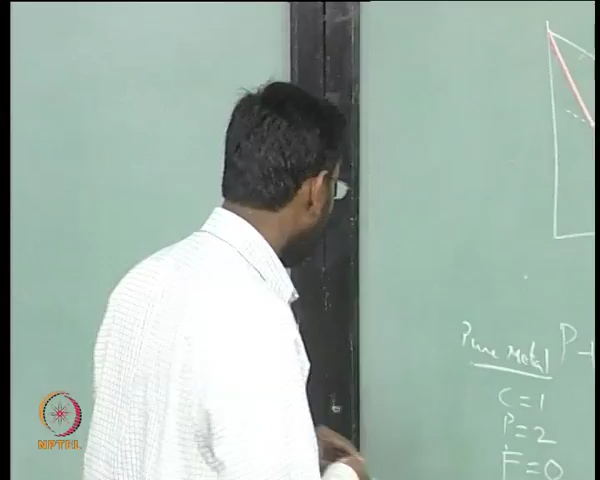 Pure Metal P+
C=1
P=2
F=0
NPTEL